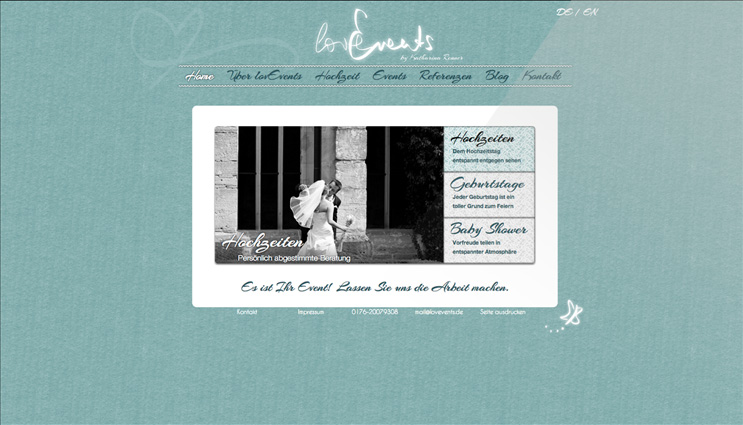 DE / EN
lovEvents
by Katharina Romer
Home Über lovEvents Hochzeit Events Referenzen Blog Kontakt
Hochzeiten
Dem Hochzeitstag
entspannt entgegen sehen
Geburtstage
Jeder Geburtstag ist ein
toller Grund zum Feiern
Baby Shower
Vorfreude teilen in
entspannter Atmosphäre
Hochzeiten
Persönlich abgestimmte Beratung
Es ist Ihr Event! Lassen Sie uns die Arbeit machen.
Kontakt Impressum 0176-20079308 mail@lovevents.de Seite ausdrucken